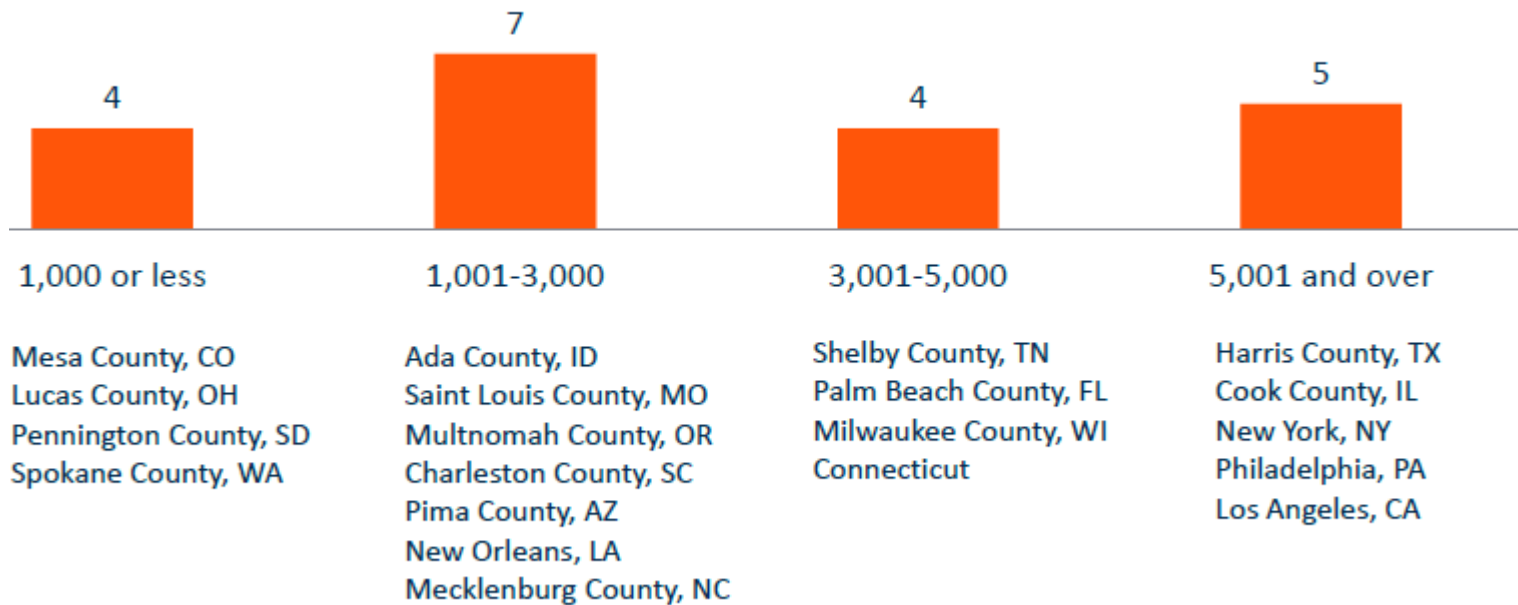 4
7
4
5
1,000 or less
1,001-3,000
3,001-5,000
5,001 and over
Mesa County, CO
Lucas County, OH
Pennington County, SD
Spokane County, WA
Ada County, ID
Saint Louis County, MO
Multnomah County, OR
Charleston County, SC
Pima County, AZ
New Orleans, LA
Mecklenburg County, NC
Shelby County, TN
Palm Beach County, FL
Milwaukee County, WI
Connecticut
Harris County, TX
Cook County, IL
New York, NY
Philadelphia, PA
Los Angeles, CA